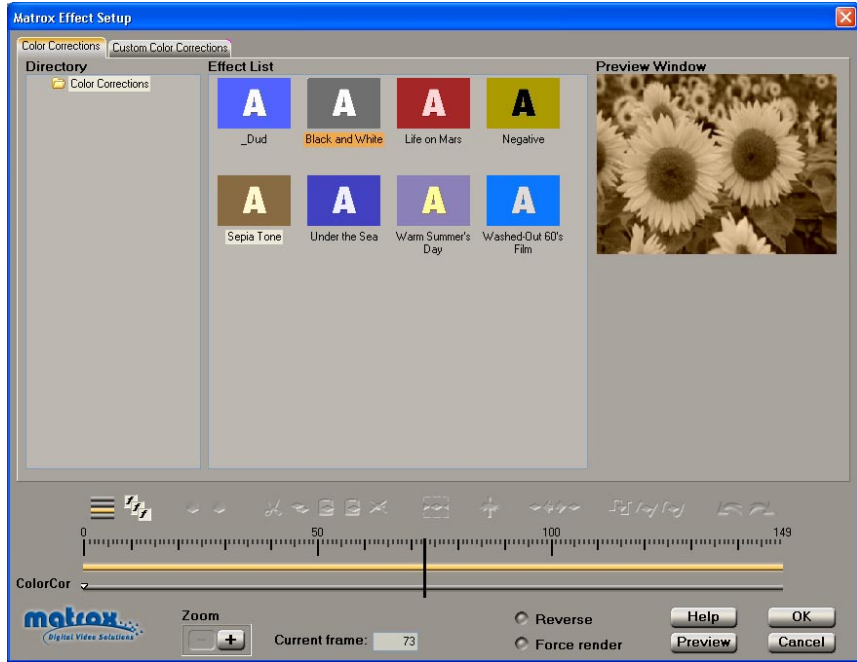 Matrox Effect Setup
Color Corrections Custom Color Corrections
Directory Effect List Preview Window
Color Corrections
A A A A
_Dud Black and White Life on Mars Negative
A A A A
Sepia Tone Under the Sea Warm Summer's Day Washed-Out 60's Film
0 50 100 149
ColorCor
matrox
Digital Video Solutions
Zoom
Current frame: 73
Reverse
Force render
Help OK
Preview Cancel